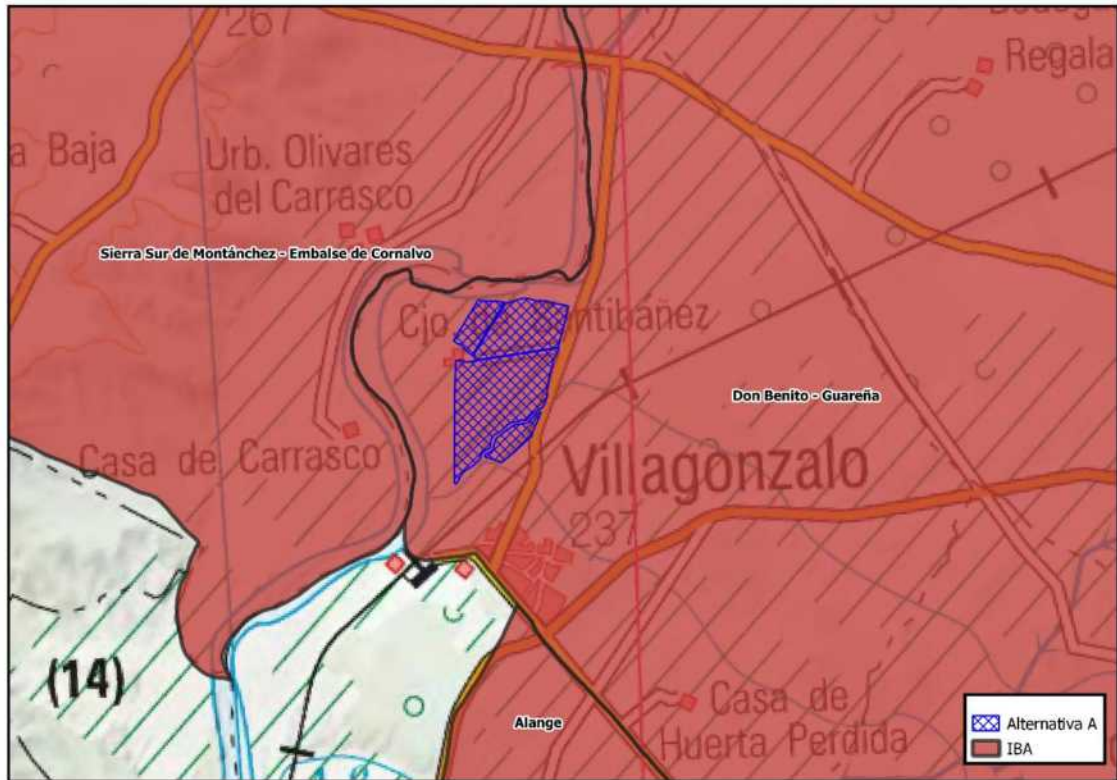 267
Regala
a Baja
Urb. Olivares
del Carrasco
Sierra Sur de Montánchez - Embalse de Cornalvo
Cjo
Don Benito - Guareña
Casa de Carrasco
Villagonzalo
237
(14)
Alange
Casa de
Huerta Perdida
Alternativa A
IBA